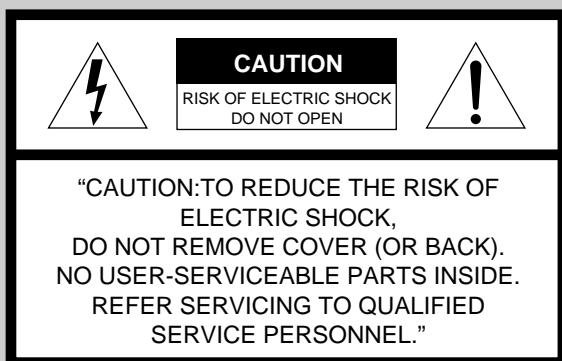 CAUTION
RISK OF ELECTRIC SHOCK
DO NOT OPEN
“CAUTION:TO REDUCE THE RISK OF
ELECTRIC SHOCK,
DO NOT REMOVE COVER (OR BACK).
NO USER-SERVICEABLE PARTS INSIDE.
REFER SERVICING TO QUALIFIED
SERVICE PERSONNEL.”